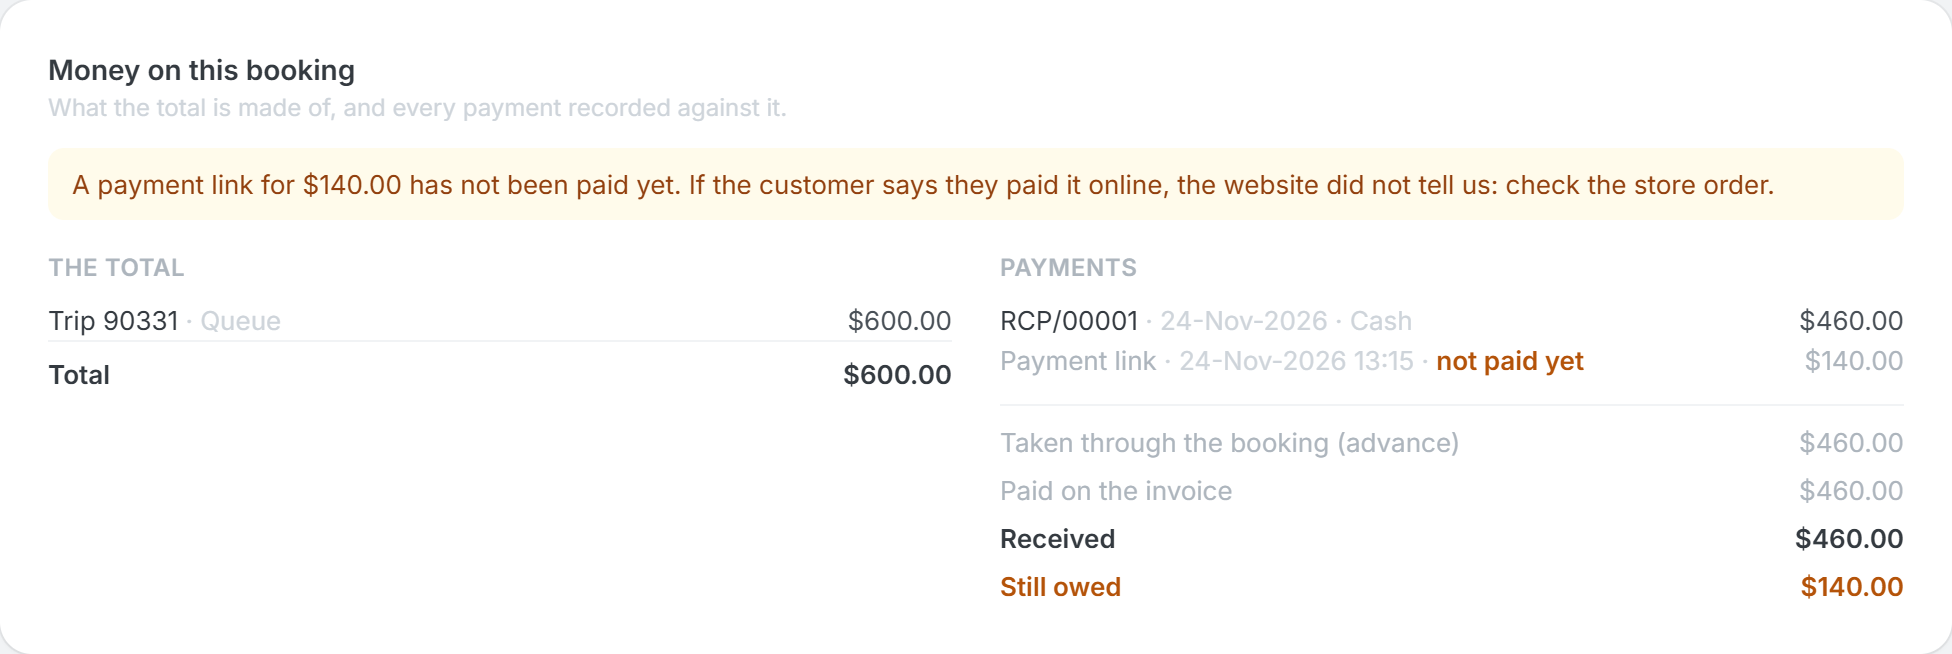 Money on this booking
What the total is made of, and every payment recorded against it.
A payment link for $140.00 has not been paid yet. If the customer says they paid it online, the website did not tell us: check the store order.
THE TOTAL
Trip 90331 · Queue $600.00
Total $600.00
PAYMENTS
RCP/00001 · 24-Nov-2026 · Cash $460.00
Payment link · 24-Nov-2026 13:15 · not paid yet $140.00
Taken through the booking (advance) $460.00
Paid on the invoice $460.00
Received $460.00
Still owed $140.00